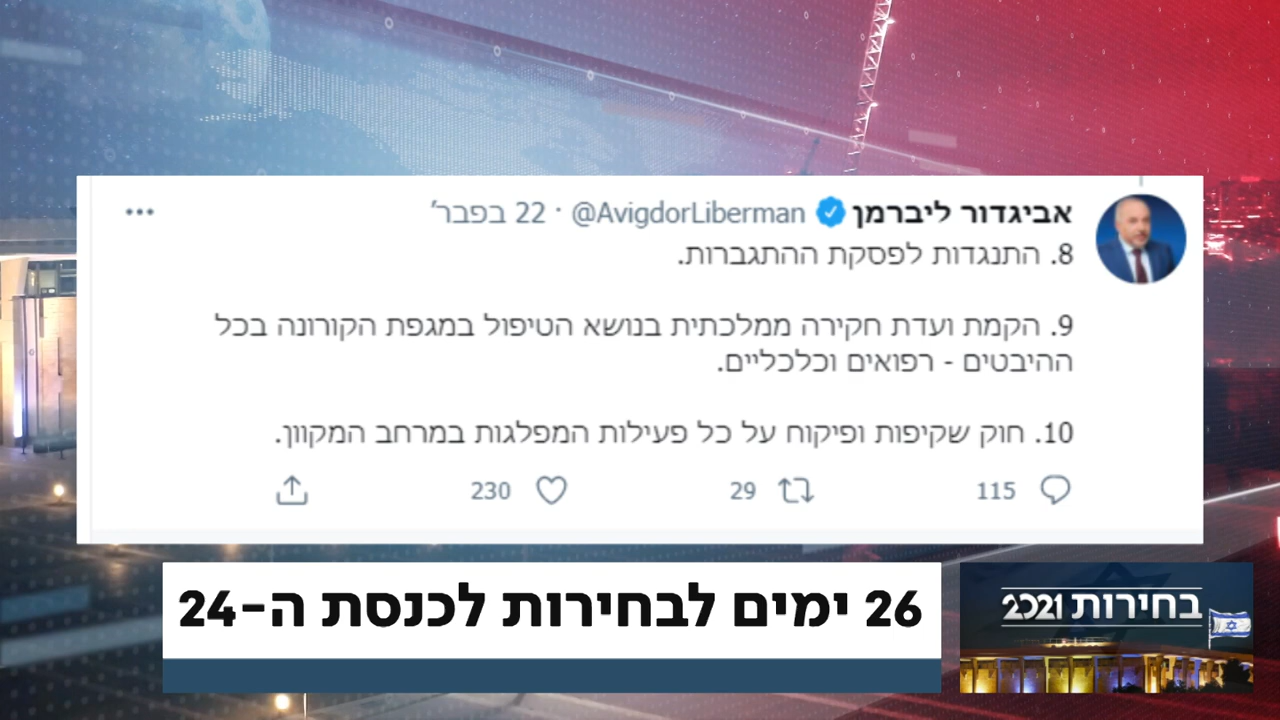 אביגדור ליברמן @AvigdorLiberman · 22 בפבר׳
8. התנגדות לפסקת ההתגברות.
9. הקמת ועדת חקירה ממלכתית בנושא הטיפול במגפת הקורונה בכל
ההיבטים - רפואים וכלכליים.
10. חוק שקיפות ופיקוח על כל פעילות המפלגות במרחב המקוון.
115 29 230
26 ימים לבחירות לכנסת ה-24
בחירות 2021